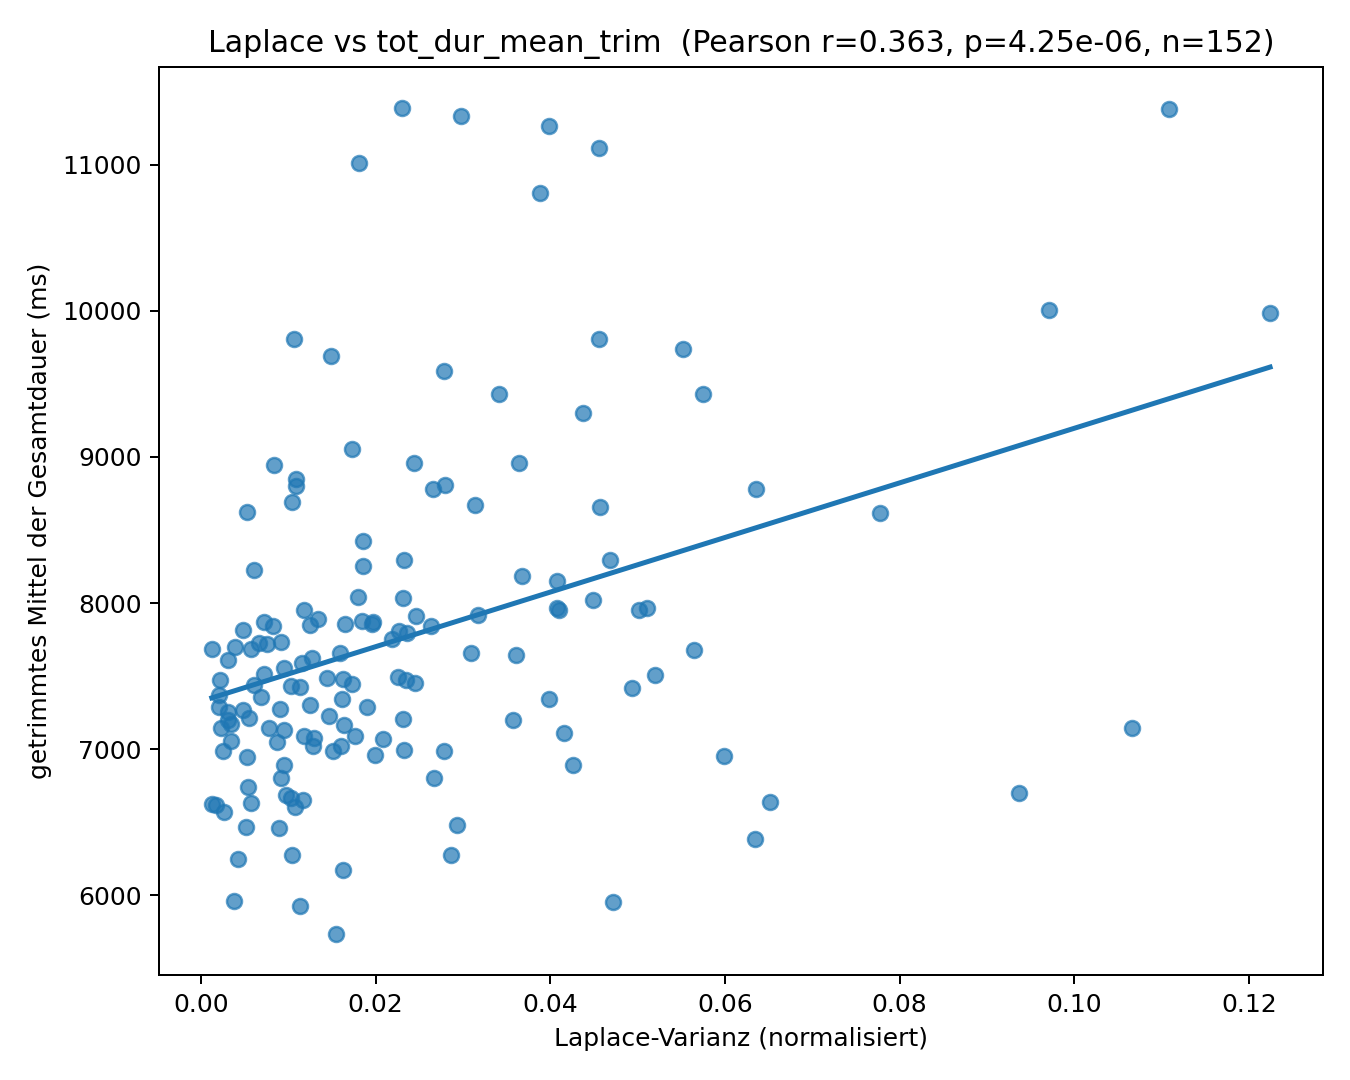 Laplace vs tot_dur_mean_trim  (Pearson r=0.363, p=4.25e-06, n=152)
getrimmtes Mittel der Gesamtdauer (ms)
11000
10000
9000
8000
7000
6000
0.00 0.02 0.04 0.06 0.08 0.10 0.12
Laplace-Varianz (normalisiert)